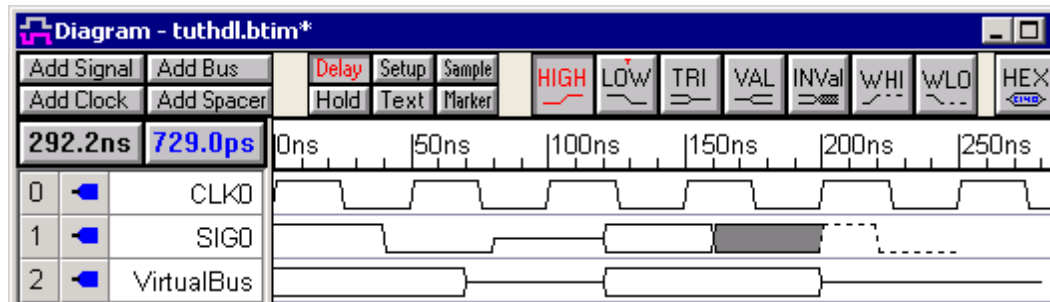 Diagram - tuthdl.btim*
Add Signal Add Bus Delay Setup Sample HIGH LOW TRI VAL INVal WHI WLO HEX
Add Clock Add Spacer Hold Text Marker
292.2ns 729.0ps 0ns 50ns 100ns 150ns 200ns 250ns
0 CLK0
1 SIG0
2 VirtualBus